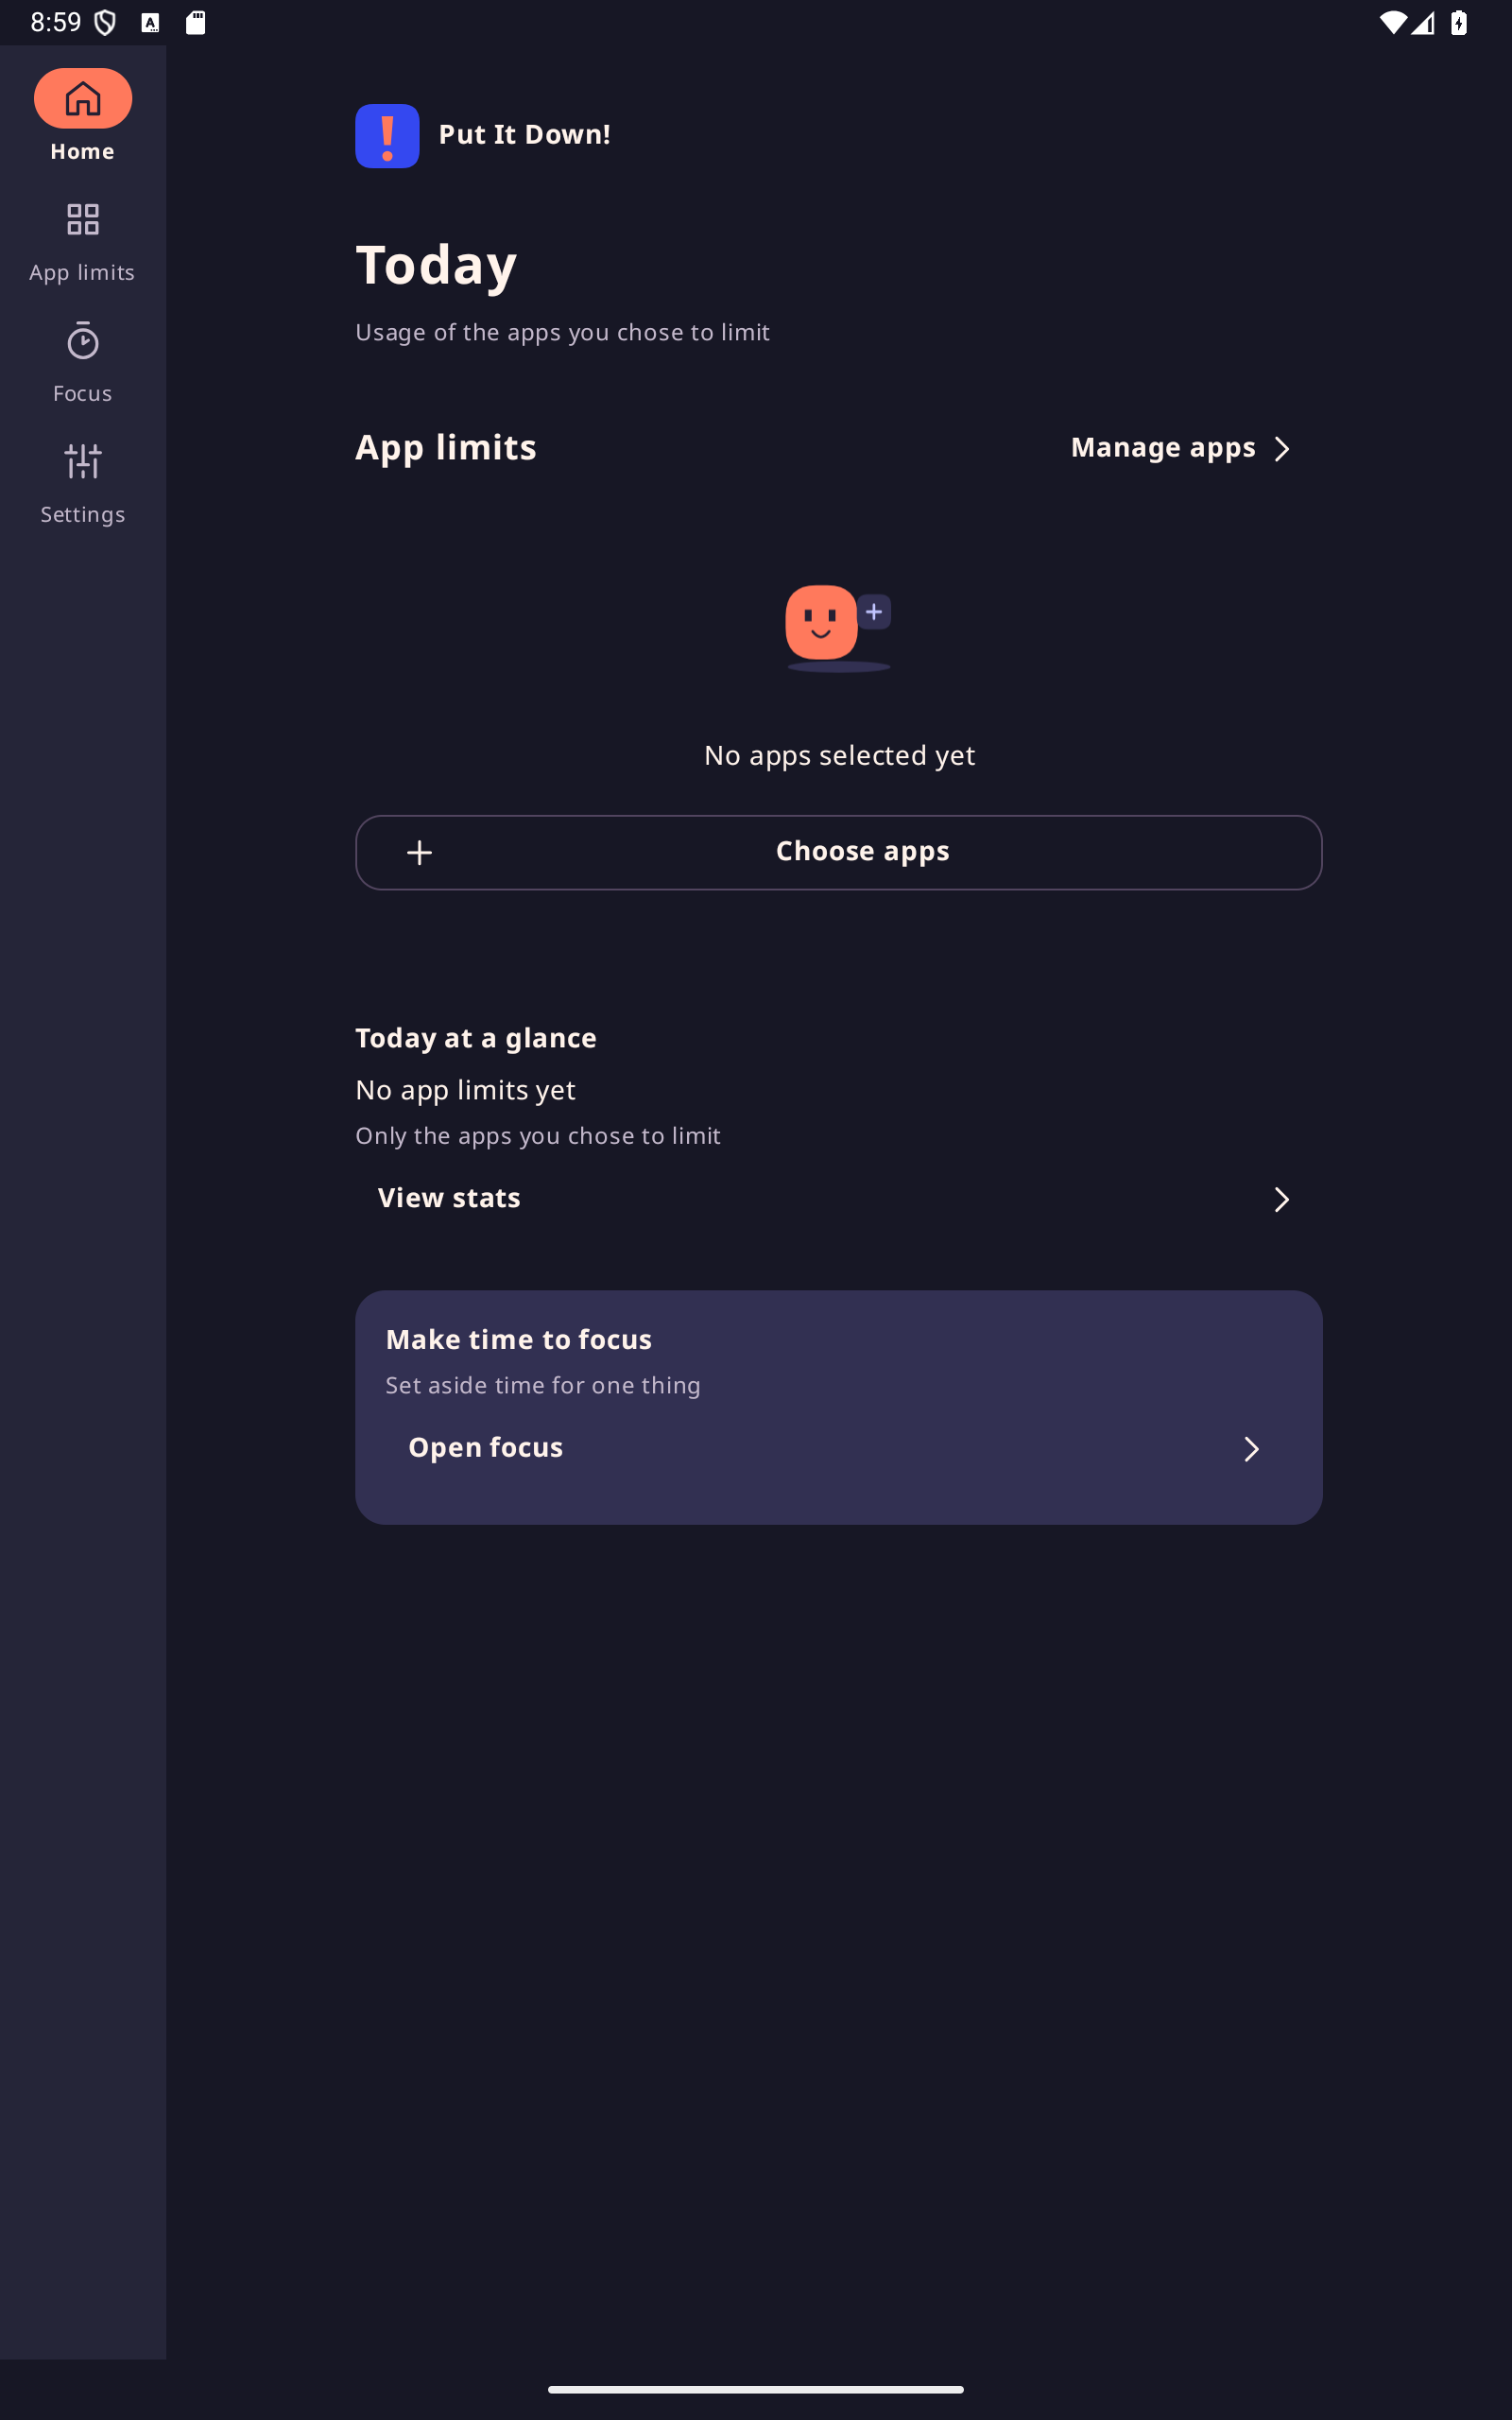 8:59
Home
App limits
Focus
Settings
Put It Down!
Today
Usage of the apps you chose to limit
App limits
Manage apps
No apps selected yet
Choose apps
Today at a glance
No app limits yet
Only the apps you chose to limit
View stats
Make time to focus
Set aside time for one thing
Open focus